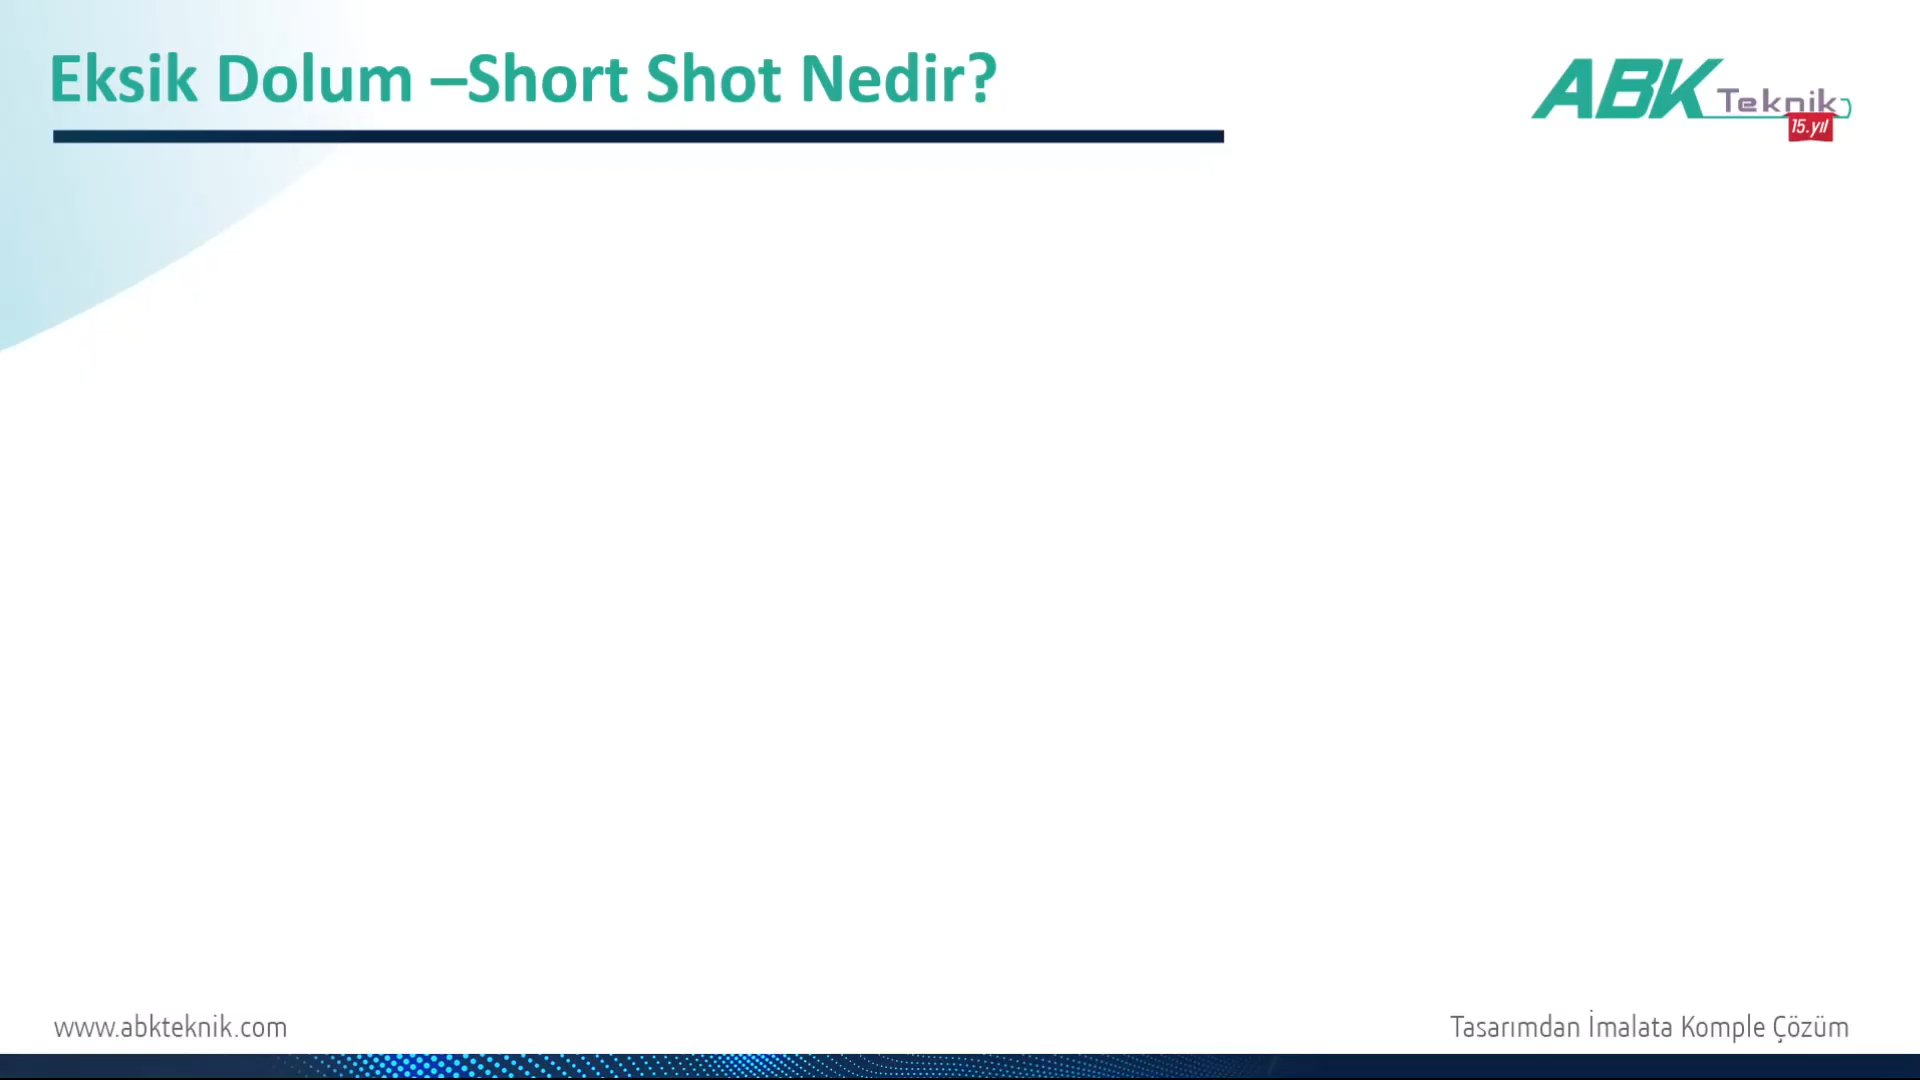 Eksik Dolum –Short Shot Nedir?
ABK Teknik
15.yıl
www.abkteknik.com
Tasarımdan İmalata Komple Çözüm